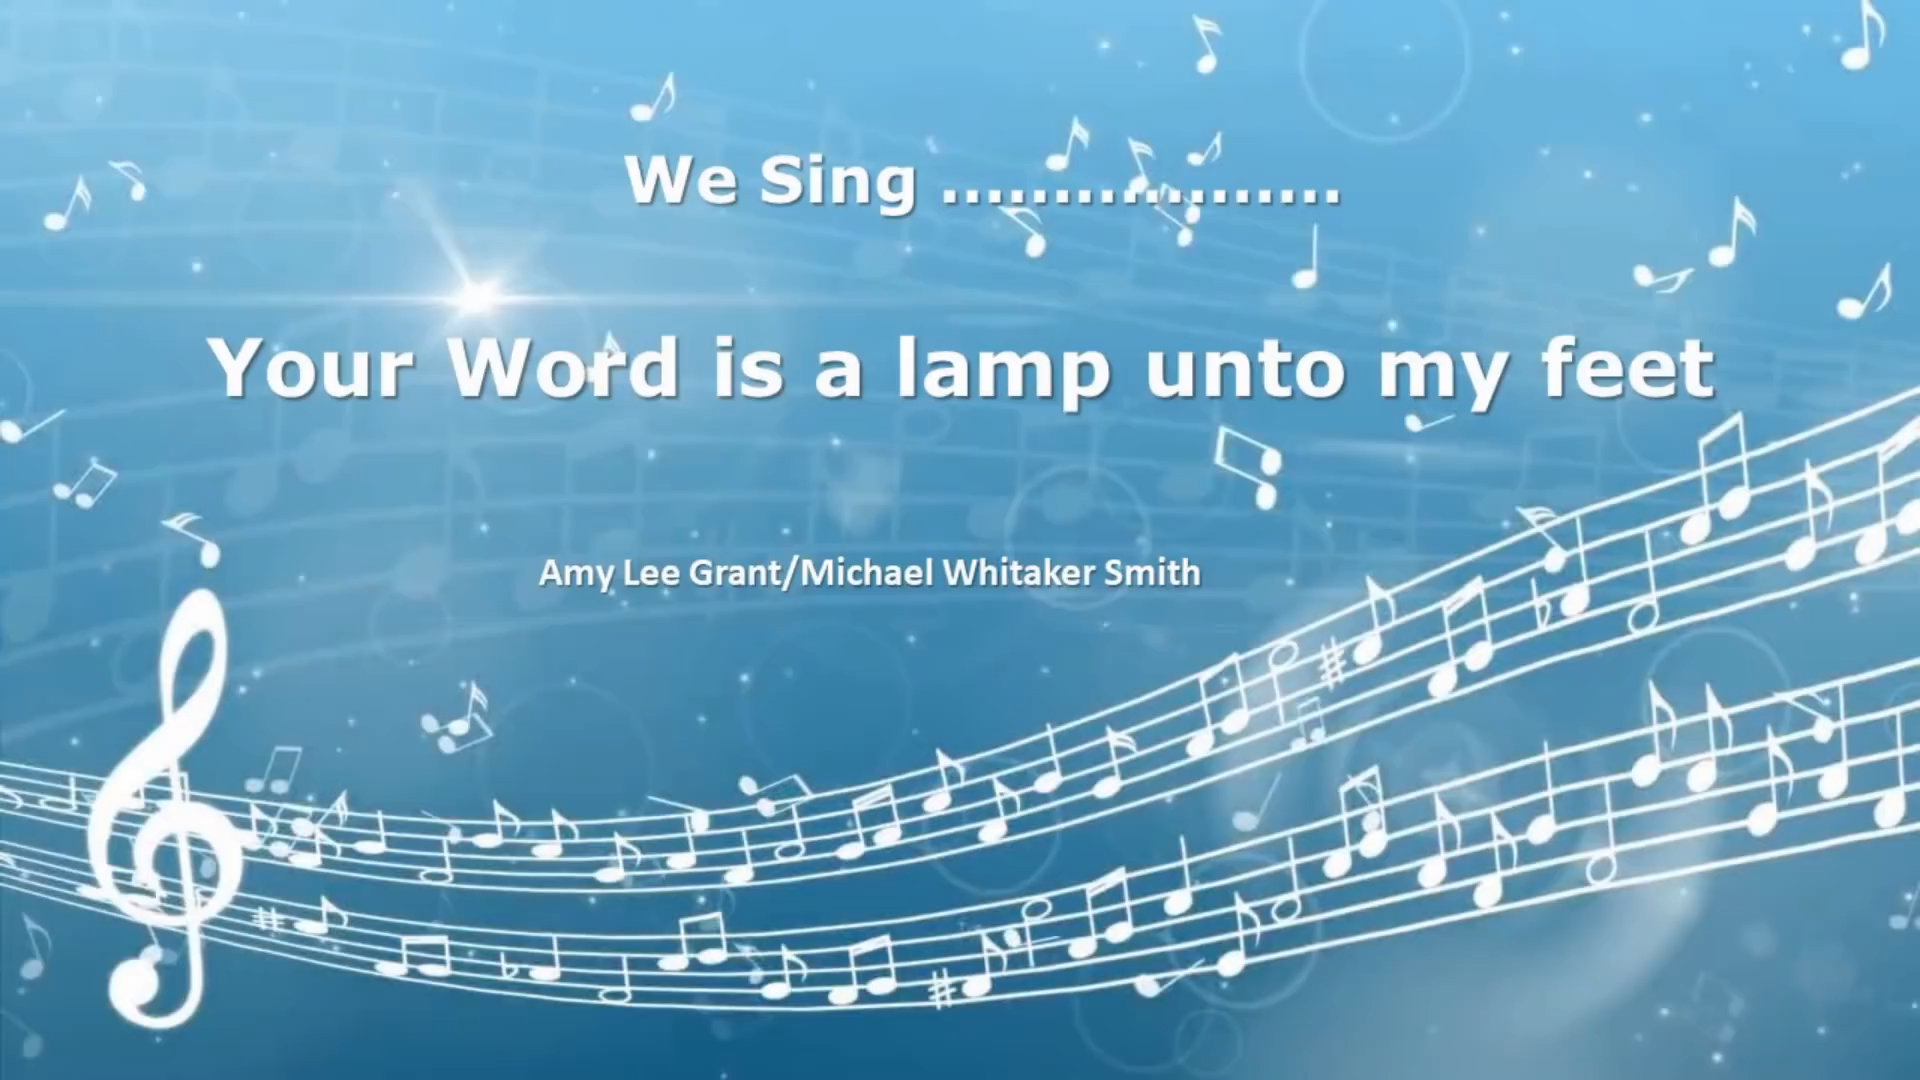 We Sing .................
Your Word is a lamp unto my feet
Amy Lee Grant/Michael Whitaker Smith